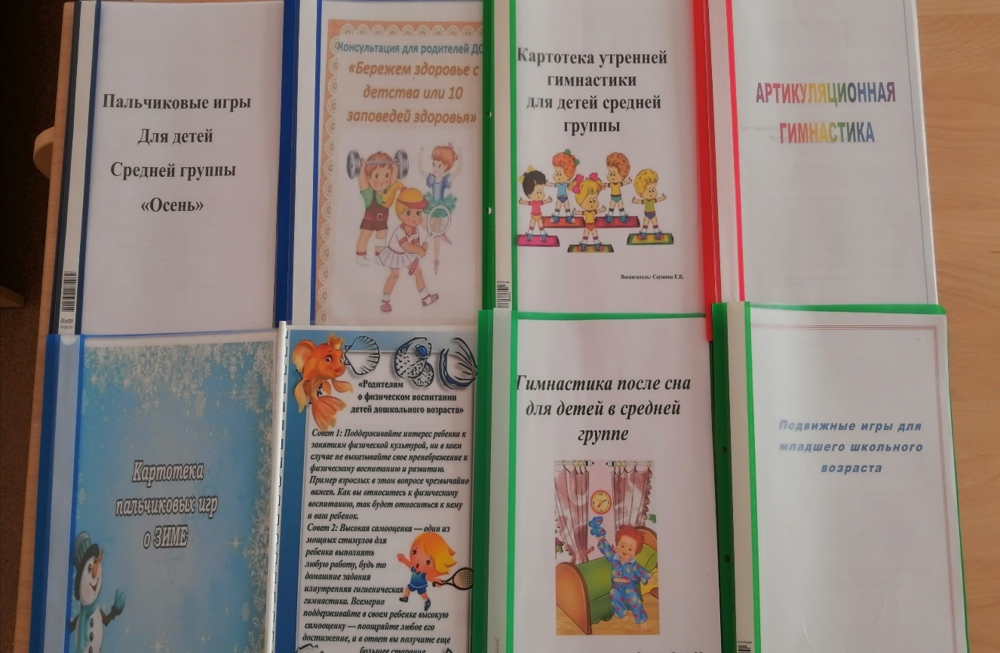 Пальчиковые игры
Для детей
Средней группы
«Осень»
Консультация для родителей ДО
«Бережем здоровье с
детства или 10
заповедей здоровья»
Картотека утренней
гимнастики
для детей средней
группы
Воспитатель: Саушева Е.В.
АРТИКУЛЯЦИОННАЯ
ГИМНАСТИКА
Картотека
пальчиковых игр
о ЗИМЕ
«Родителям
о физическом воспитании
детей дошкольного возраста»
Совет 1: Поддерживайте интерес ребенка к
занятиям физической культурой, ни в коем
случае не выказывайте свое пренебрежение к
физическому воспитанию и развитию.
Пример взрослых в этом вопросе чрезвычайно
важен. Как вы относитесь к физическому
воспитанию, так будет относиться к нему
и ваш ребенок.
Совет 2: Высокая самооценка — один из
мощных стимулов для
ребенка выполнять
любую работу, будь то
домашние задания
илиутренняя гигиеническая
гимнастика. Всемерно
поддерживайте в своем ребенке высокую
самооценку — поощряйте любое его
достижение, и в ответ вы получите еще
большее старание
Гимнастика после сна
для детей в средней
группе
Подвижные игры для
младшего школьного
возраста